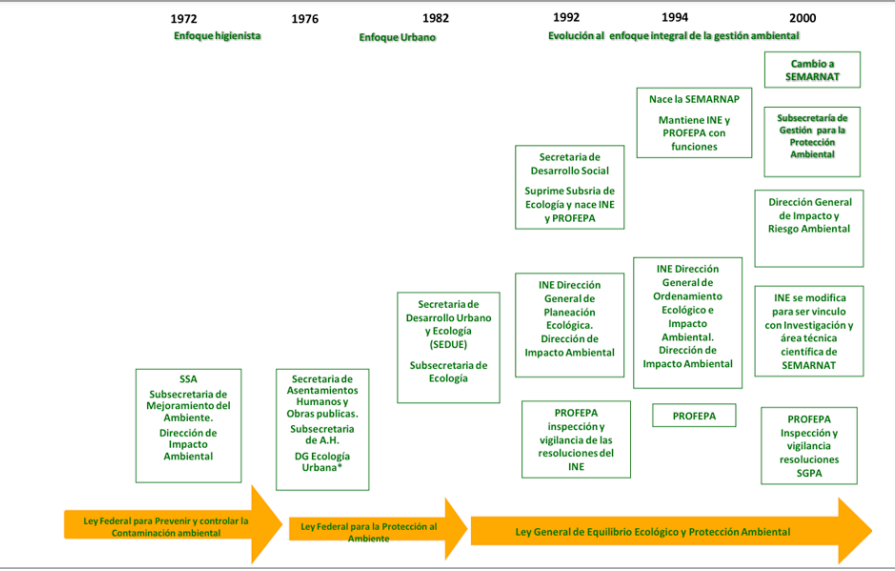 1972
1976
1982
1992
1994
2000
Enfoque higienista
Enfoque Urbano
Evolución al enfoque integral de la gestión ambiental
SSA
Subsecretaria de
Mejoramiento del
Ambiente.
Dirección de
Impacto
Ambiental
Secretaria de
Asentamientos
Humanos y
Obras publicas.
Subsecretaria
de A.H.
DG Ecología
Urbana*
Secretaria de
Desarrollo Urbano
y Ecología
(SEDUE)
Subsecretaria de
Ecología
Secretaria de
Desarrollo Social
Suprime Subsria de
Ecología y nace INE
y PROFEPA
INE Dirección
General de
Planeación
Ecológica.
Dirección de
Impacto Ambiental
PROFEPA
inspección y
vigilancia de las
resoluciones del
INE
Nace la SEMARNAP
Mantiene INE y
PROFEPA con
funciones
INE Dirección
General de
Ordenamiento
Ecológico e
Impacto
Ambiental.
Dirección de
Impacto Ambiental
PROFEPA
Cambio a
SEMARNAT
Subsecretaría de
Gestión para la
Protección
Ambiental
Dirección General
de Impacto y
Riesgo Ambiental
INE se modifica
para ser vinculo
con Investigación y
área técnica
científica de
SEMARNAT
PROFEPA
Inspección y
vigilancia
resoluciones
SGPA
Ley Federal para Prevenir y controlar la
Contaminación ambiental
Ley Federal para la Protección al
Ambiente
Ley General de Equilibrio Ecológico y Protección Ambiental